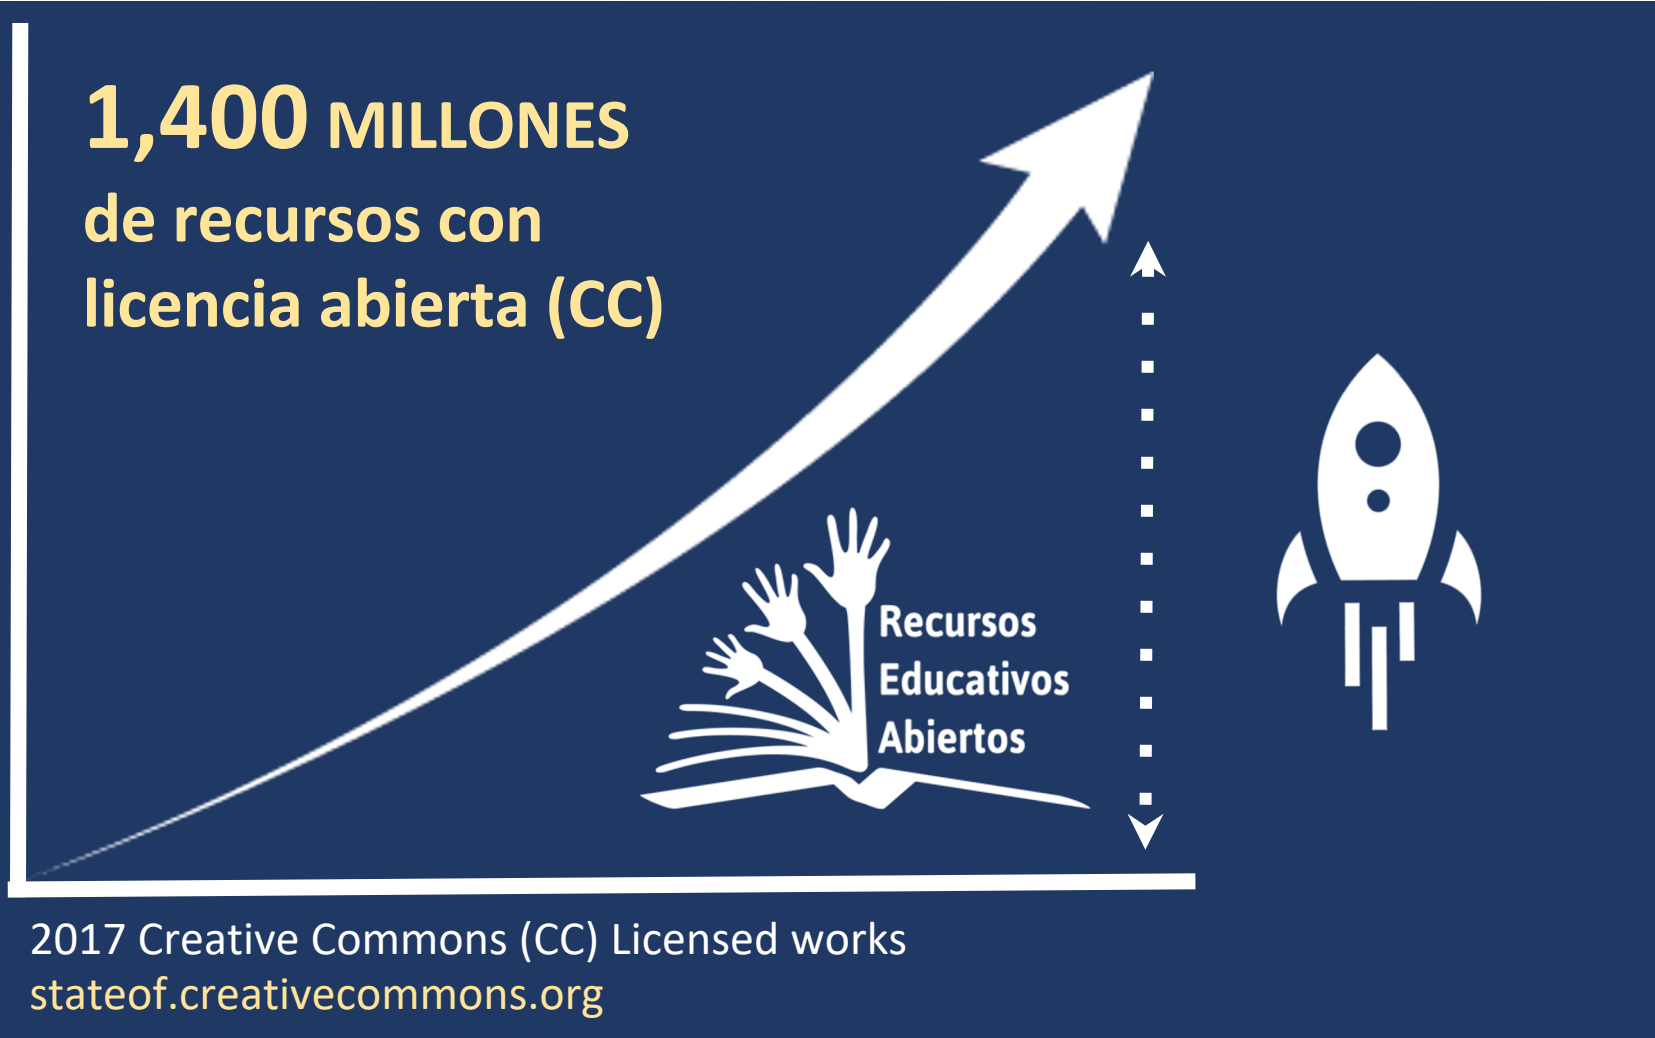 1,400 MILLONES
de recursos con
licencia abierta (CC)
Recursos
Educativos
Abiertos
2017 Creative Commons (CC) Licensed works
stateof.creativecommons.org